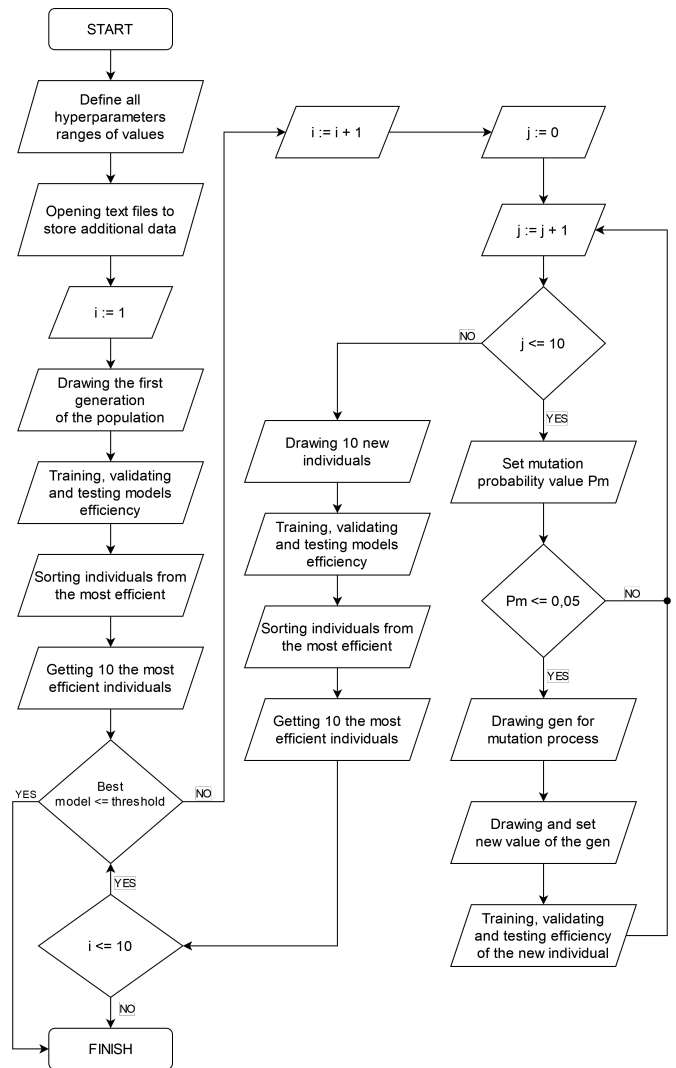 START
Define all
hyperparameters
ranges of values
Opening text files to
store additional data
i := 1
Drawing the first
generation
of the population
Training, validating
and testing models
efficiency
Sorting individuals from
the most efficient
Getting 10 the most
efficient individuals
Best
model <= threshold
YES
NO
YES
i <= 10
NO
FINISH
i := i + 1
j := 0
j := j + 1
j <= 10
NO
YES
Drawing 10 new
individuals
Training, validating
and testing models
efficiency
Sorting individuals from
the most efficient
Getting 10 the most
efficient individuals
Set mutation
probability value Pm
Pm <= 0,05
NO
YES
Drawing gen for
mutation process
Drawing and set
new value of the gen
Training, validating
and testing efficiency
of the new individual